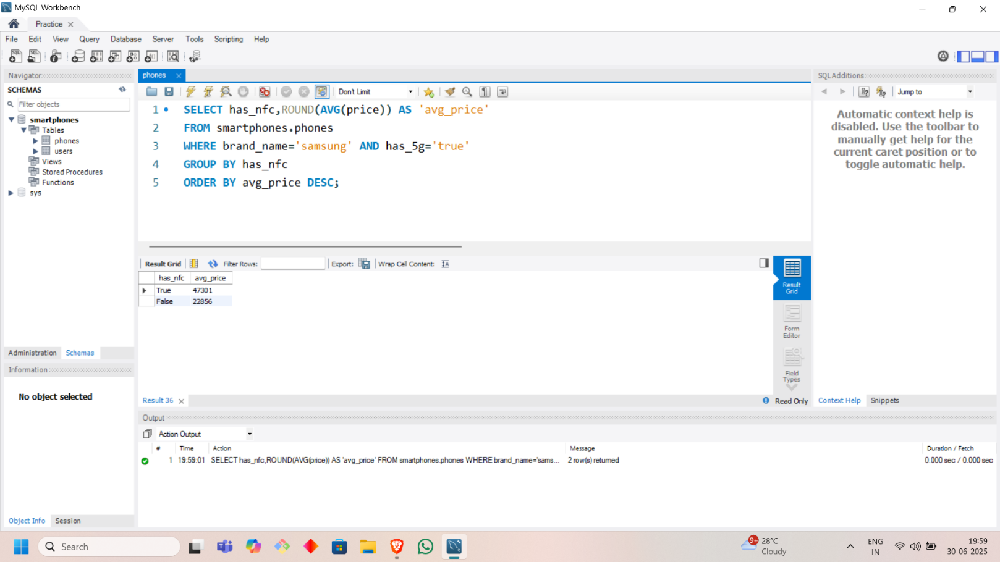 MySQL Workbench
Practice
File Edit View Query Database Server Tools Scripting Help
Navigator
SCHEMAS
Filter objects
smartphones
Tables
phones
users
Views
Stored Procedures
Functions
sys
Administration Schemas
Information
No object selected
Object Info Session
phones
Don't Limit
1 SELECT has_nfc,ROUND(AVG(price)) AS 'avg_price'
2 FROM smartphones.phones
3 WHERE brand_name='samsung' AND has_5g='true'
4 GROUP BY has_nfc
5 ORDER BY avg_price DESC;
Result Grid Filter Rows: Export: Wrap Cell Content:
has_nfc avg_price
True 47301
False 22856
Result Grid
Form Editor
Field Types
Result 36
Read Only
SQLAdditions
Jump to
Automatic context help is
disabled. Use the toolbar to
manually get help for the
current caret position or to
toggle automatic help.
Context Help Snippets
Output
Action Output
# Time Action Message Duration / Fetch
1 19:59:01 SELECT has_nfc,ROUND(AVG(price)) AS 'avg_price' FROM smartphones.phones WHERE brand_name='sams... 2 row(s) returned 0.000 sec / 0.000 sec
Search
9+
28°C
Cloudy
ENG
IN
19:59
30-06-2025